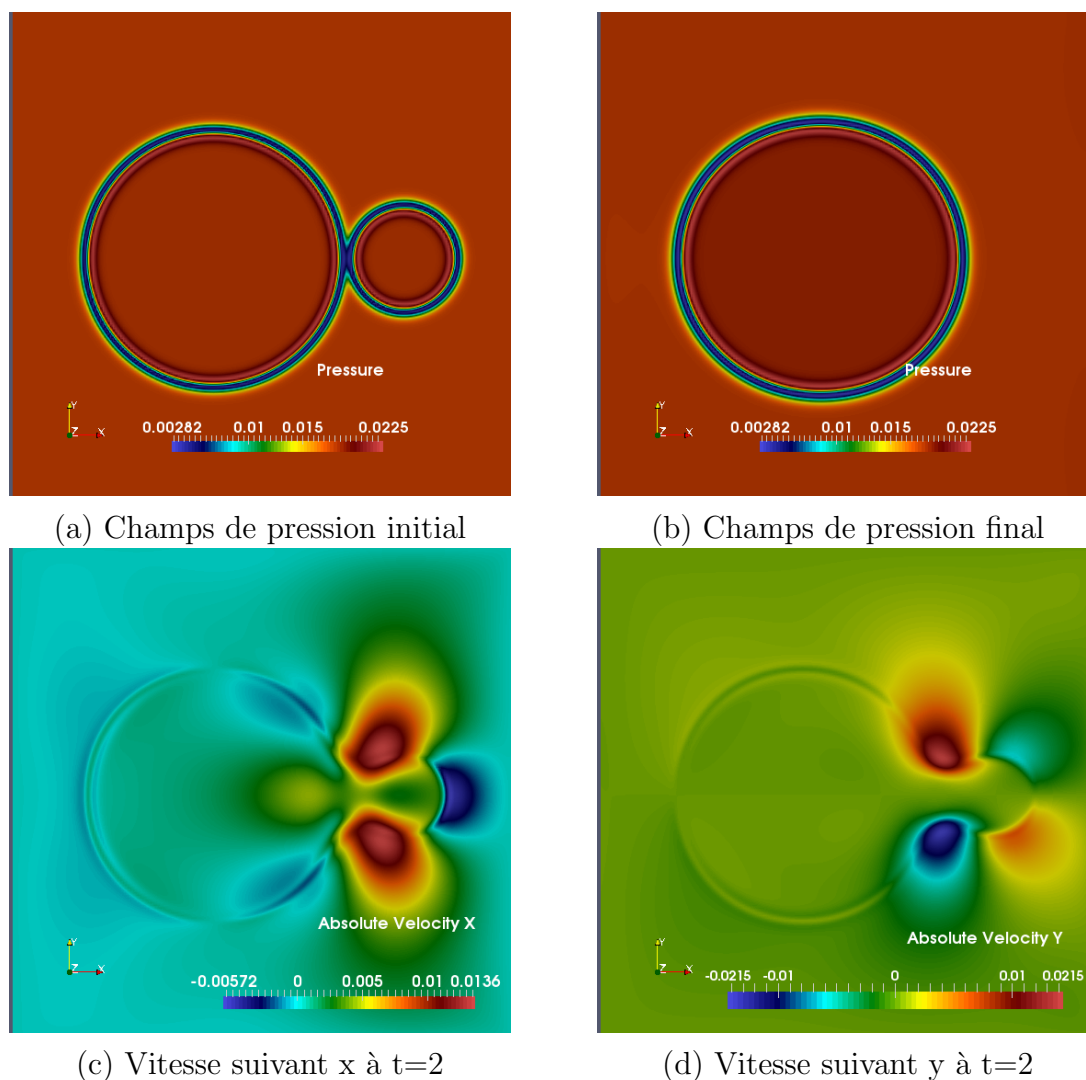 Pressure
Y
Z X
0.00282 0.01 0.015 0.0225
(a) Champs de pression initial
Pressure
Y
Z X
0.00282 0.01 0.015 0.0225
(b) Champs de pression final
Absolute Velocity X
Y
Z X
-0.00572 0 0.005 0.01 0.0136
(c) Vitesse suivant x à t=2
Absolute Velocity Y
Y
Z X
-0.0215 -0.01 0 0.01 0.0215
(d) Vitesse suivant y à t=2